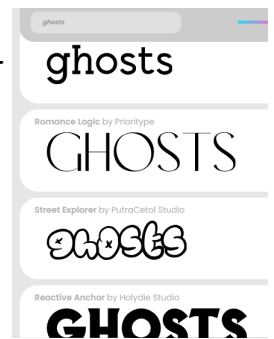 ghosts
ghosts
Romance Logic by Prioritype
GHOSTS
Street Explorer by PutraCetol Studio
ghosts
Reactive Anchor by Holydie Studio
GHOSTS